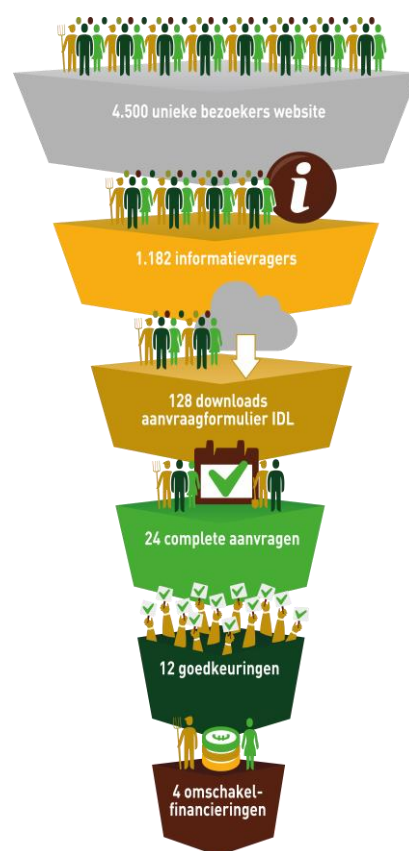 4.500 unieke bezoekers website
i
1.182 informatievragers
128 downloads
aanvraagformulier IDL
24 complete aanvragen
12 goedkeuringen
4 omschakel-
financieringen